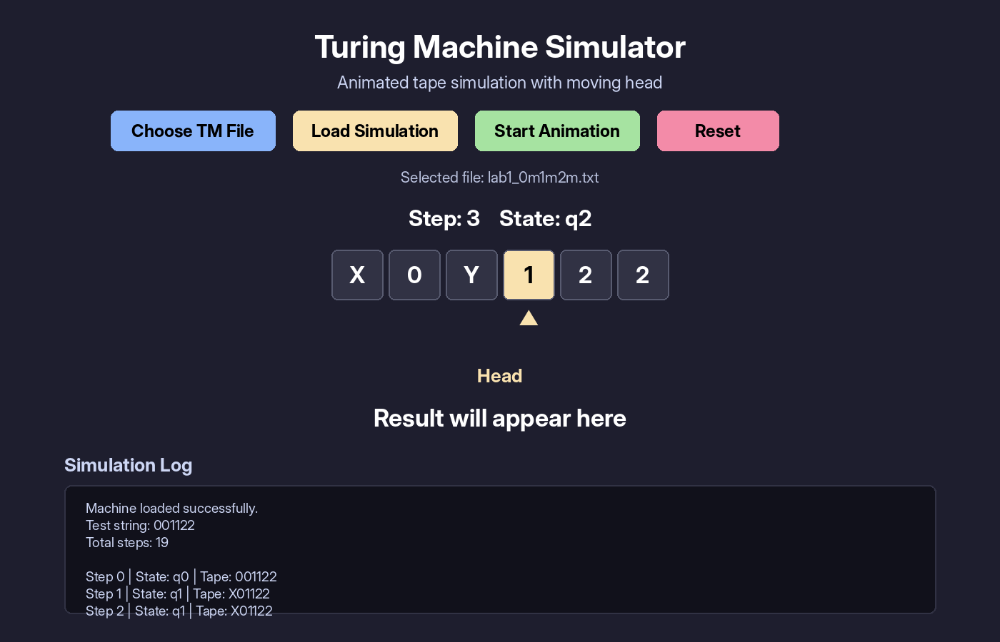 Turing Machine Simulator
Animated tape simulation with moving head
Choose TM File Load Simulation Start Animation Reset
Selected file: lab1_0m1m2m.txt
Step: 3 State: q2
X 0 Y 1 2 2
Head
Result will appear here
Simulation Log
Machine loaded successfully.
Test string: 001122
Total steps: 19
Step 0 | State: q0 | Tape: 001122
Step 1 | State: q1 | Tape: X01122
Step 2 | State: q1 | Tape: X01122